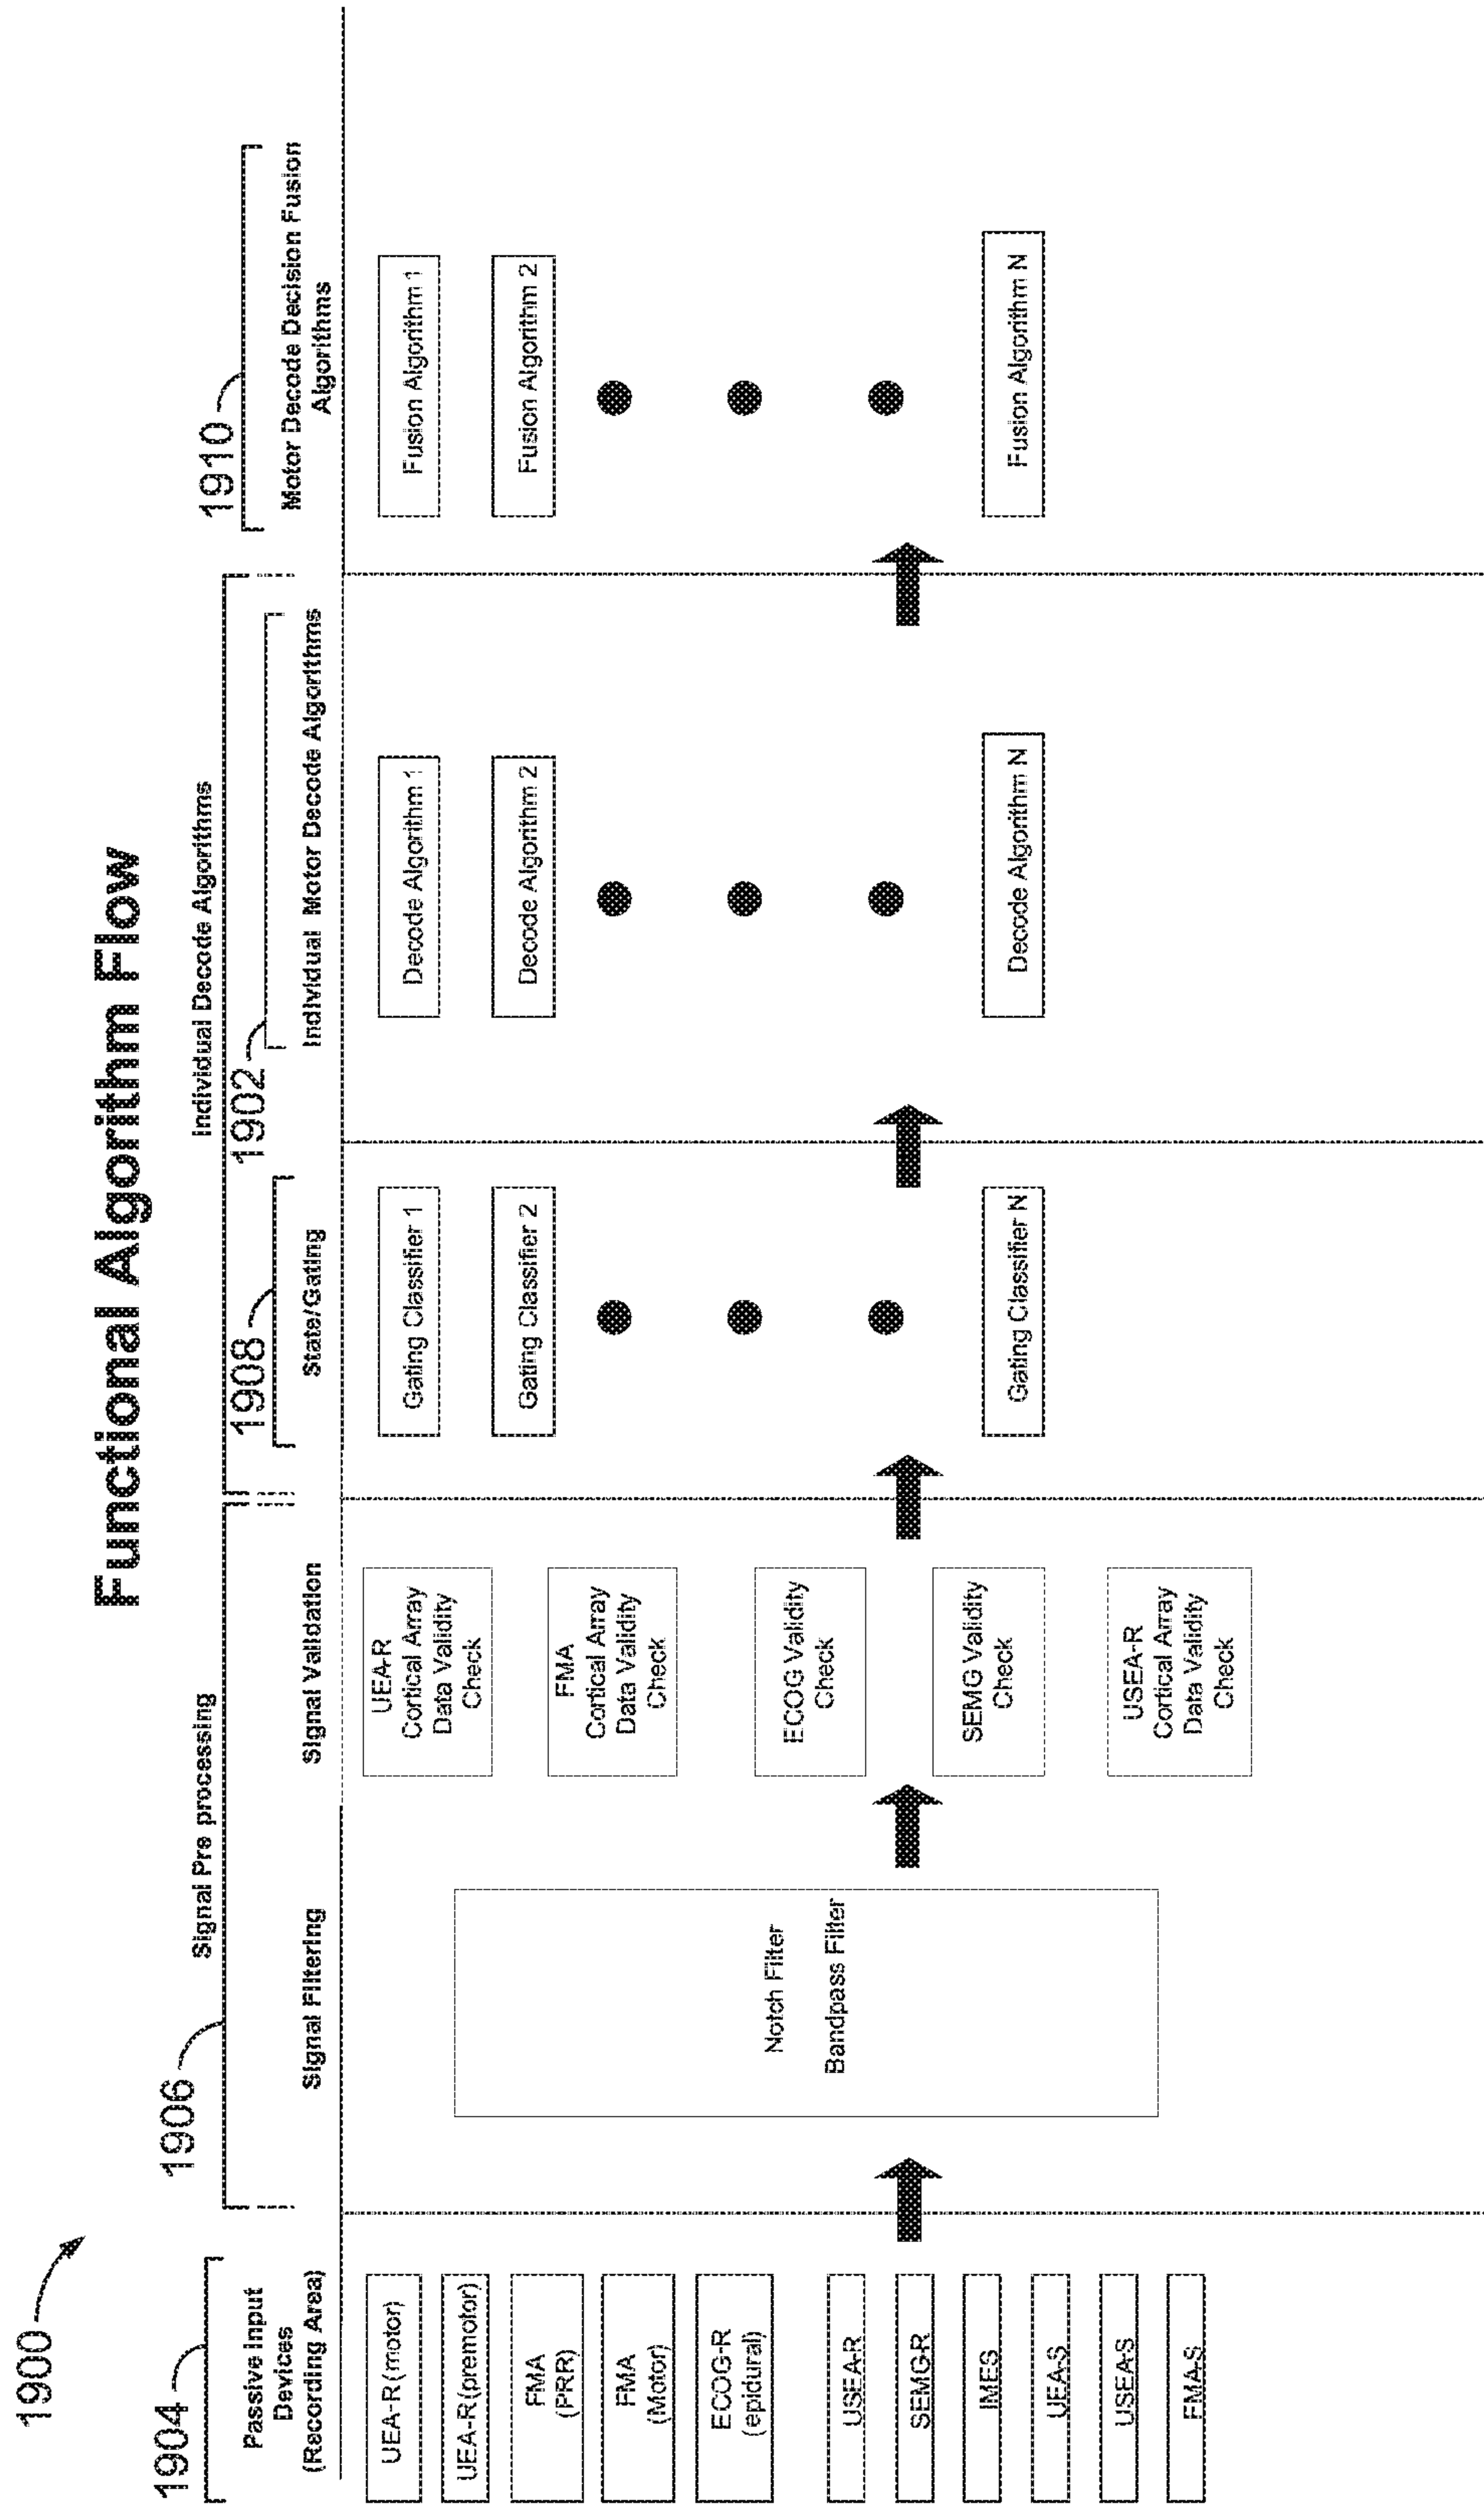 Functional Algorithm Flow
1900
1904
Passive Input
Devices
(Recording Area)
UEA-R(motor)
UEA-R(premotor)
FMA
(PRR)
FMA
(Motor)
ECOG-R
(epidural)
USEA-R
SEMG-R
IMES
UEA-S
USEA-S
FMA-S
1906
Signal Pre processing
Signal Filtering
Notch Filter
Bandpass Filter
Signal Validation
UEA-R
Cortical Array
Data Validity
Check
FMA
Cortical Array
Data Validity
Check
ECOG Validity
Check
SEMG Validity
Check
USEA-R
Cortical Array
Data Validity
Check
Individual Decode Algorithms
1908
State/Gating
Gating Classifier 1
Gating Classifier 2
Gating Classifier N
1902
Individual Motor Decode Algorithms
Decode Algorithm 1
Decode Algorithm 2
Decode Algorithm N
1910
Motor Decode Decision Fusion
Algorithms
Fusion Algorithm 1
Fusion Algorithm 2
Fusion Algorithm N